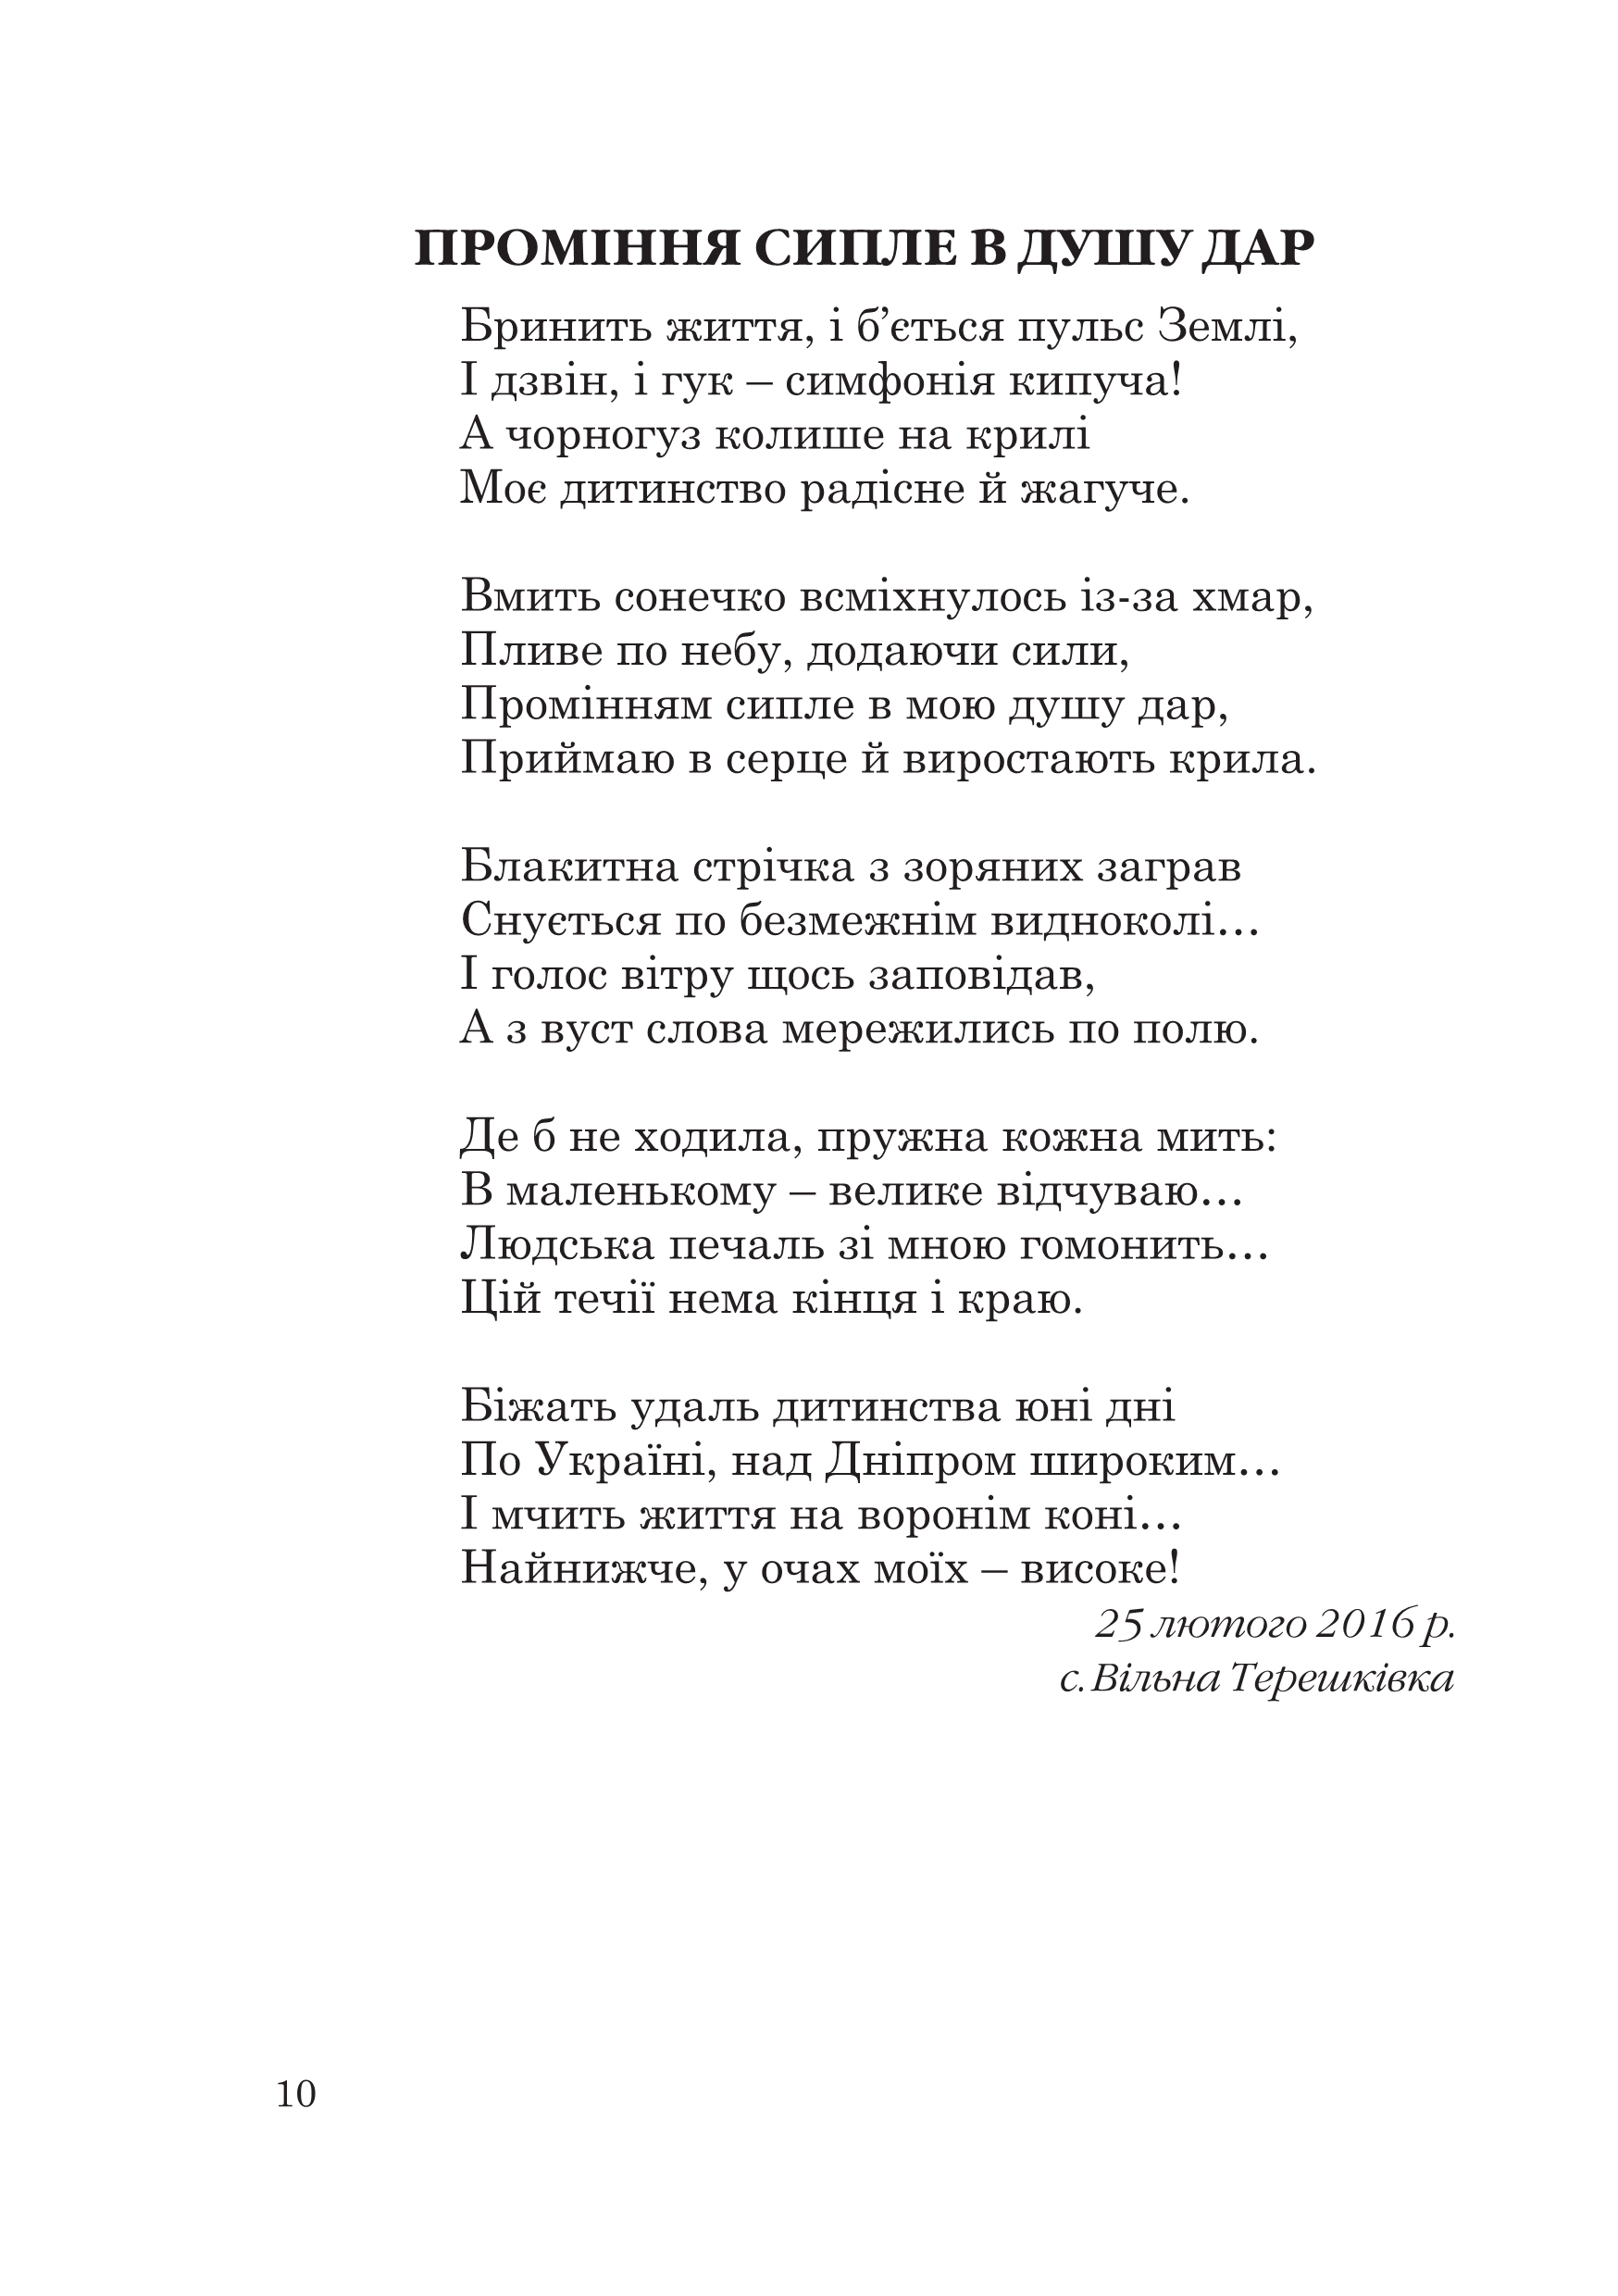 ПРОМІННЯ СИПЛЕ В ДУШУ ДАР
Бринить життя, і б’ється пульс Землі,
І дзвін, і гук – симфонія кипуча!
А чорногуз колише на крилі
Моє дитинство радісне й жагуче.
Вмить сонечко всміхнулось із-за хмар,
Пливе по небу, додаючи сили,
Промінням сипле в мою душу дар,
Приймаю в серце й виростають крила.
Блакитна стрічка з зоряних заграв
Снується по безмежнім видноколі…
І голос вітру щось заповідав,
А з вуст слова мережились по полю.
Де б не ходила, пружна кожна мить:
В маленькому – велике відчуваю…
Людська печаль зі мною гомонить…
Цій течії нема кінця і краю.
Біжать удаль дитинства юні дні
По Україні, над Дніпром широким…
І мчить життя на воронім коні…
Найнижче, у очах моїх – високе!
25 лютого 2016 р.
с. Вільна Терешківка
10